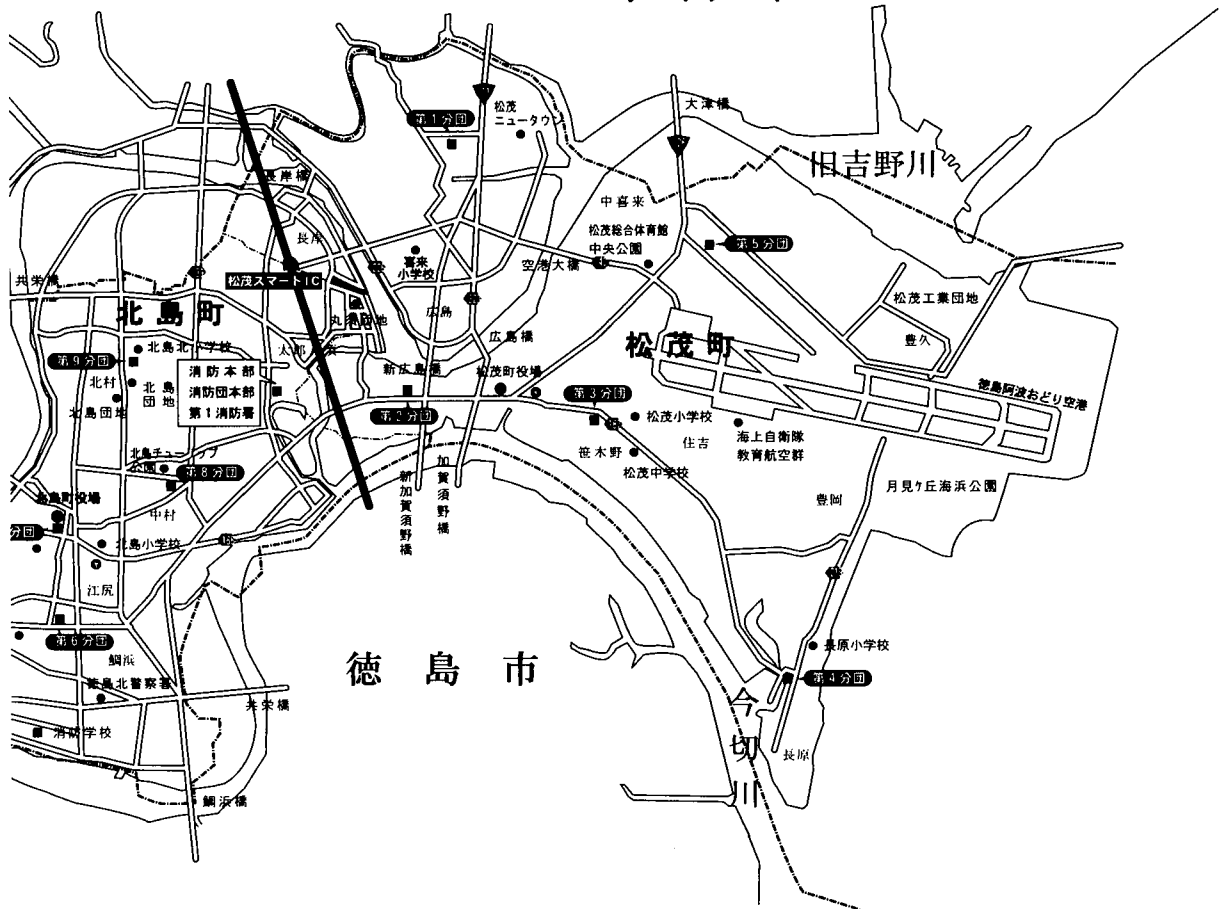 大津橋
松茂
ニュータウン
第1分団
旧吉野川
長岸橋
中喜来
長岸
松茂総合体育館
中央公園
第5分団
喜来
小学校
空港大橋
共栄橋
松茂スマートIC
松茂工業団地
北島町
丸須団地
広島
広島橋
松茂町
豊久
北島北小学校
太郎
第9分団
新広島橋
松茂町役場
徳島阿波おどり空港
消防本部
消防団本部
第1消防署
北村
北島
団地
北島団地
第2分団
第3分団
松茂小学校
住吉
海上自衛隊
教育航空群
笹木野
松茂中学校
北島チューリップ
公園
第8分団
新加賀須野橋
加賀須野橋
月見ケ丘海浜公園
豊岡
北島町役場
中村
分団
北島小学校
江尻
第6分団
長原小学校
鯛浜
徳島市
第4分団
徳島北警察署
共栄橋
今切川
消防学校
長原
鯛浜橋